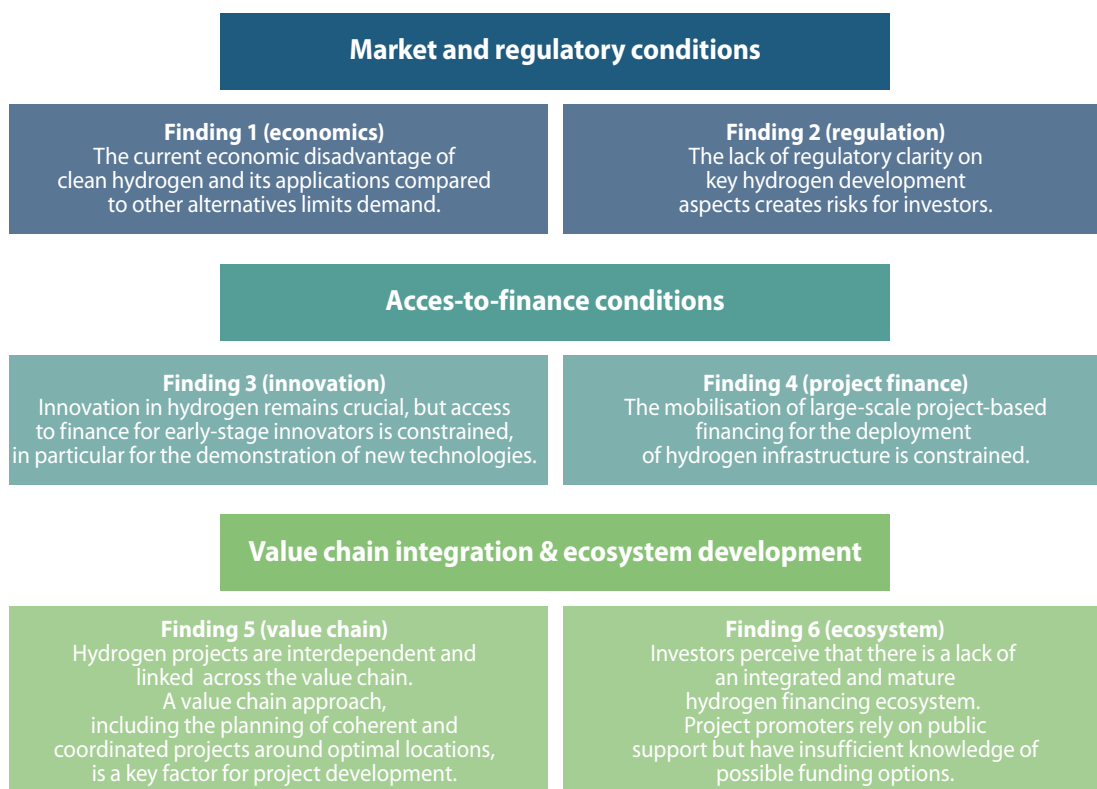 Market and regulatory conditions
Finding 1 (economics)
The current economic disadvantage of
clean hydrogen and its applications compared
to other alternatives limits demand.
Finding 2 (regulation)
The lack of regulatory clarity on
key hydrogen development
aspects creates risks for investors.
Acces-to-finance conditions
Finding 3 (innovation)
Innovation in hydrogen remains crucial, but access
to finance for early-stage innovators is constrained,
in particular for the demonstration of new technologies.
Finding 4 (project finance)
The mobilisation of large-scale project-based
financing for the deployment
of hydrogen infrastructure is constrained.
Value chain integration & ecosystem development
Finding 5 (value chain)
Hydrogen projects are interdependent and
linked across the value chain.
A value chain approach,
including the planning of coherent and
coordinated projects around optimal locations,
is a key factor for project development.
Finding 6 (ecosystem)
Investors perceive that there is a lack of
an integrated and mature
hydrogen financing ecosystem.
Project promoters rely on public
support but have insufficient knowledge of
possible funding options.